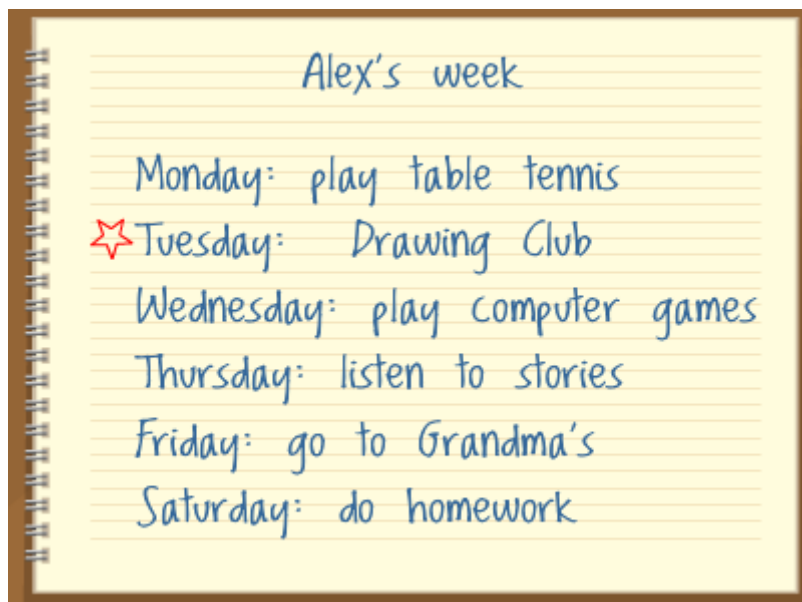 Alex's week
Monday: play table tennis
Tuesday: Drawing Club
Wednesday: play computer games
Thursday: listen to stories
Friday: go to Grandma's
Saturday: do homework